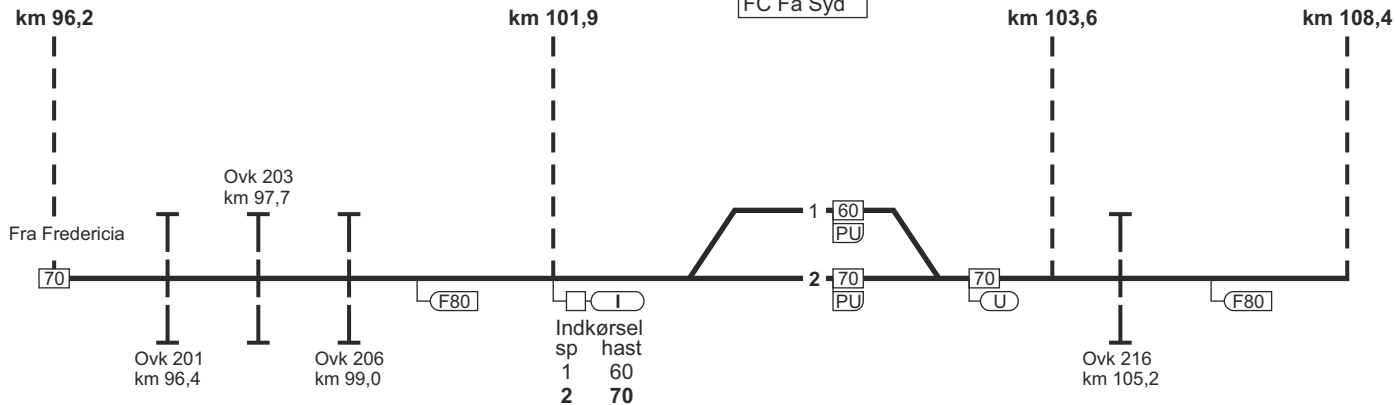 FC Fa Syd
km 96,2
km 101,9
km 103,6
km 108,4
Ovk 203
km 97,7
Fra Fredericia
1
60
PU
70
2
70
PU
70
F80
I
U
F80
Indkørsel
sp hast
1 60
2 70
Ovk 201
km 96,4
Ovk 206
km 99,0
Ovk 216
km 105,2